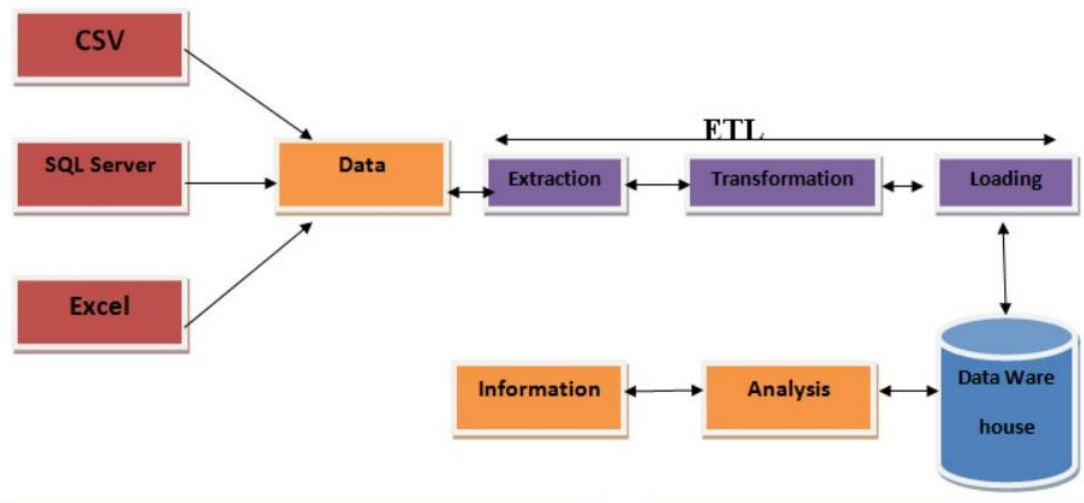 CSV
ETL
SQL Server
Data
Extraction
Transformation
Loading
Excel
Information
Analysis
Data Ware
house